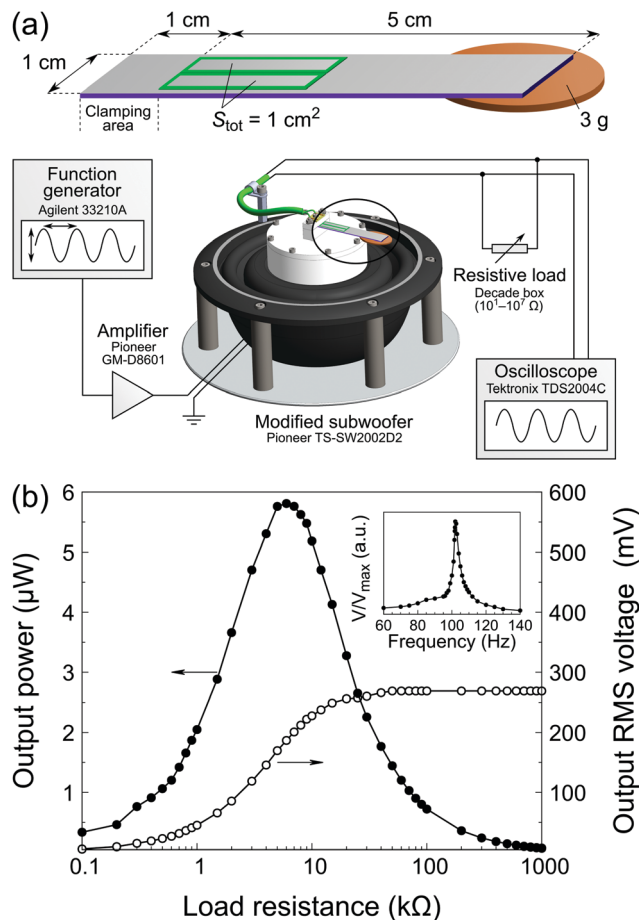 (a)
1 cm
5 cm
1 cm
Clamping
area
Stot = 1 cm²
3 g
Function
generator
Agilent 33210A
Resistive load
Decade box
(10¹–10⁷ Ω)
Amplifier
Pioneer
GM-D8601
Oscilloscope
Tektronix TDS2004C
Modified subwoofer
Pioneer TS-SW2002D2
(b)
Output power (µW)
6
5
4
3
2
1
Output RMS voltage (mV)
600
500
400
300
200
100
V/Vmax (a.u.)
60 80 100 120 140
Frequency (Hz)
0.1 1 10 100 1000
Load resistance (kΩ)